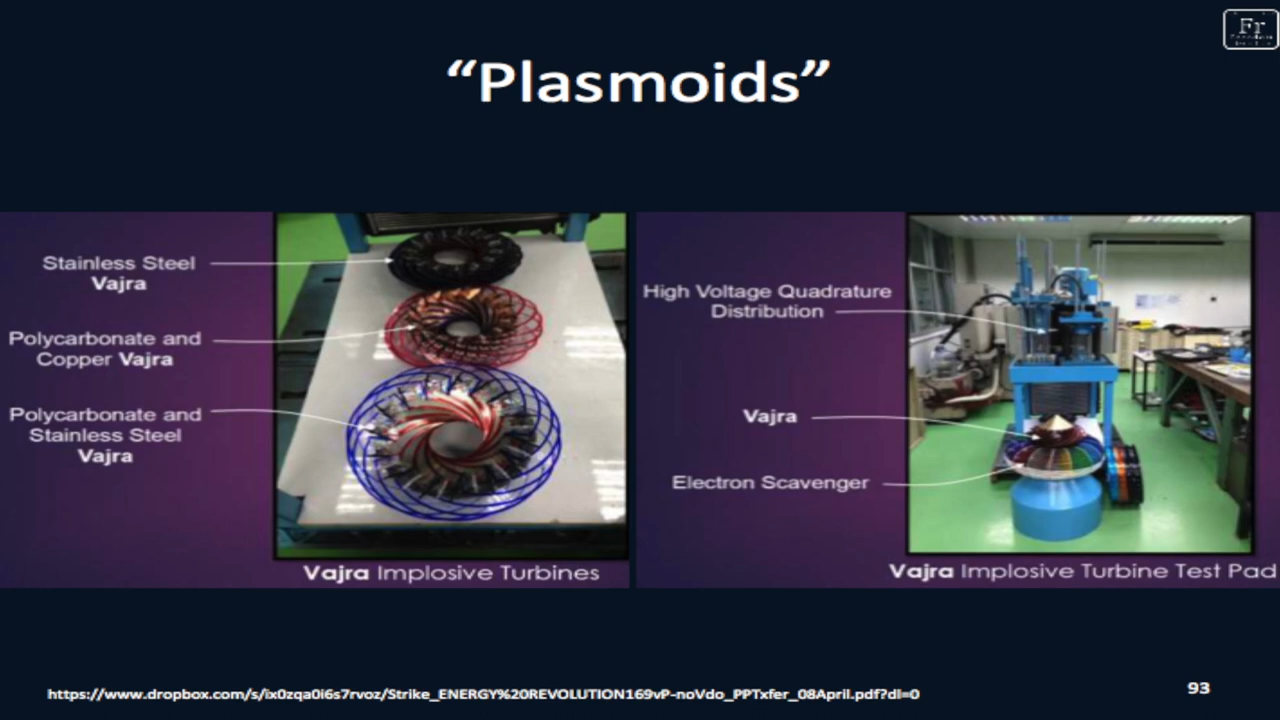 Fr
“Plasmoids”
Stainless Steel
Vajra
Polycarbonate and
Copper Vajra
Polycarbonate and
Stainless Steel
Vajra
Vajra Implosive Turbines
High Voltage Quadrature
Distribution
Vajra
Electron Scavenger
Vajra Implosive Turbine Test Pad
https://www.dropbox.com/s/ix0zqa0i6s7rvoz/Strike_ENERGY%20REVOLUTION169vP-noVdo_PPTxfer_08April.pdf?dl=0
93